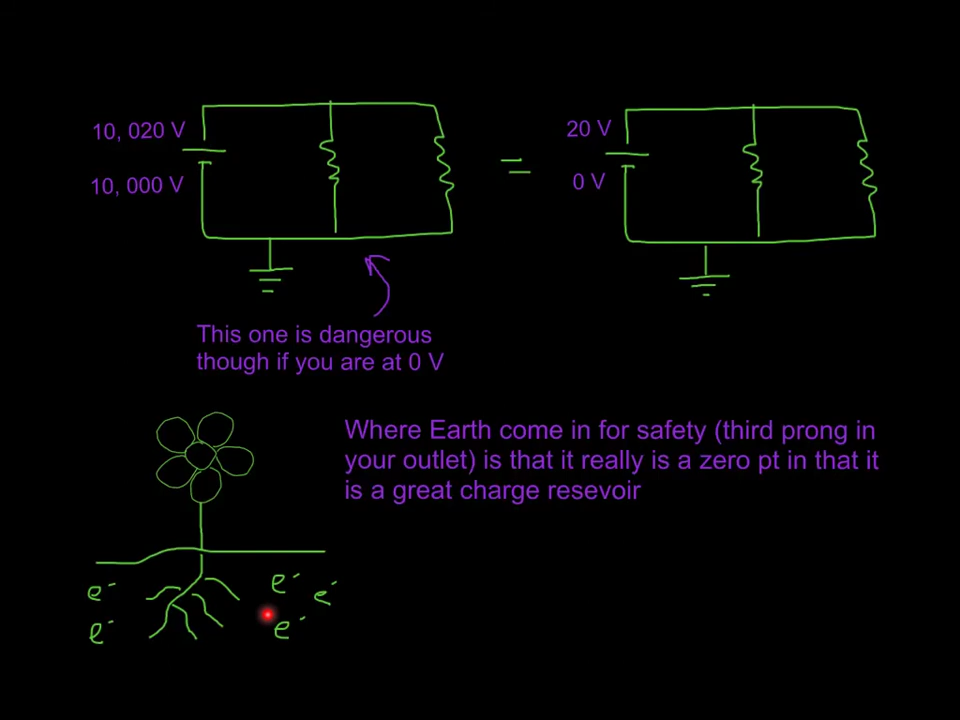 10, 020 V
10, 000 V
=
20 V
0 V
This one is dangerous
though if you are at 0 V
Where Earth come in for safety (third prong in
your outlet) is that it really is a zero pt in that it
is a great charge resevoir
e⁻ e⁻ e⁻
e⁻ e⁻